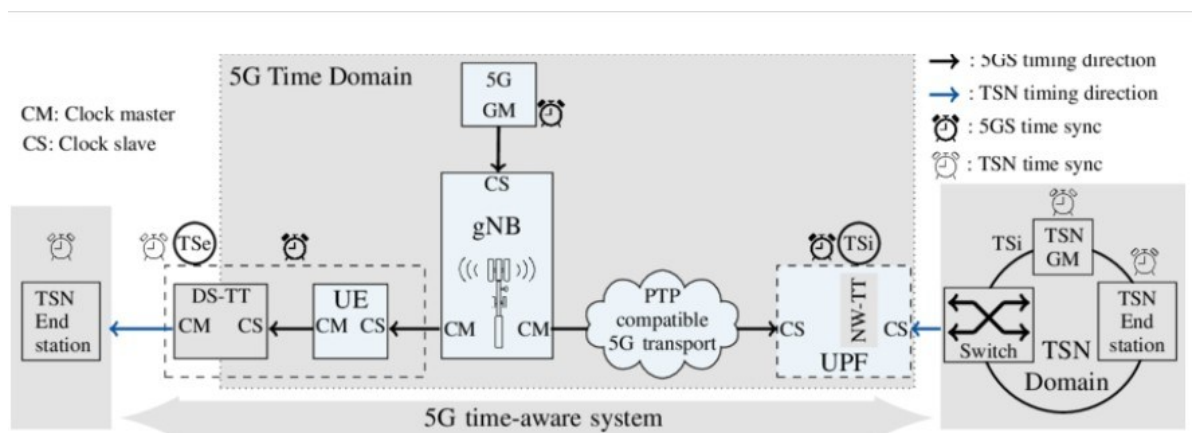 : 5GS timing direction
: TSN timing direction
: 5GS time sync
: TSN time sync
CM: Clock master
CS: Clock slave
5G Time Domain
5G
GM
CS
gNB
CM
CM
TSe
DS-TT
CM
CS
UE
CM
CS
TSN
End
station
PTP
compatible
5G transport
TSi
CS
NW-TT
CS
UPF
TSi
TSN
GM
TSN
End
station
Switch
TSN
Domain
5G time-aware system